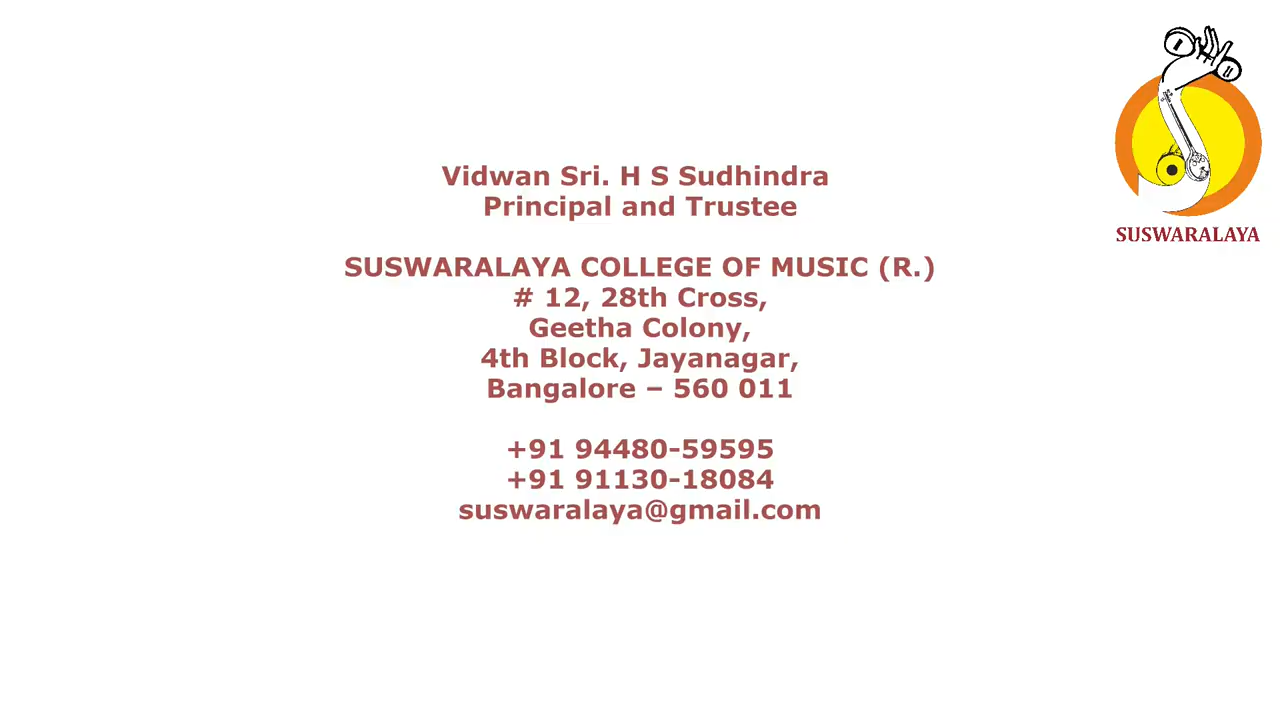 Vidwan Sri. H S Sudhindra
Principal and Trustee
SUSWARALAYA COLLEGE OF MUSIC (R.)
# 12, 28th Cross,
Geetha Colony,
4th Block, Jayanagar,
Bangalore – 560 011
+91 94480-59595
+91 91130-18084
suswaralaya@gmail.com
SUSWARALAYA